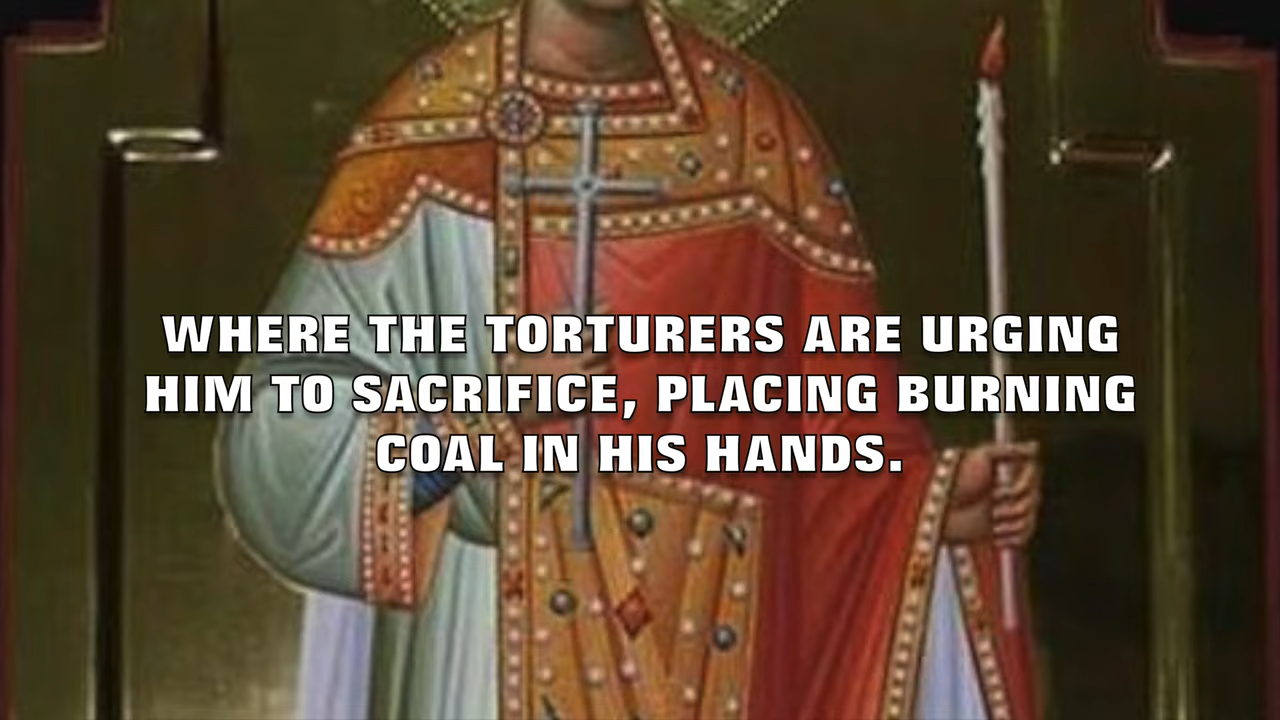 WHERE THE TORTURERS ARE URGING
HIM TO SACRIFICE, PLACING BURNING
COAL IN HIS HANDS.